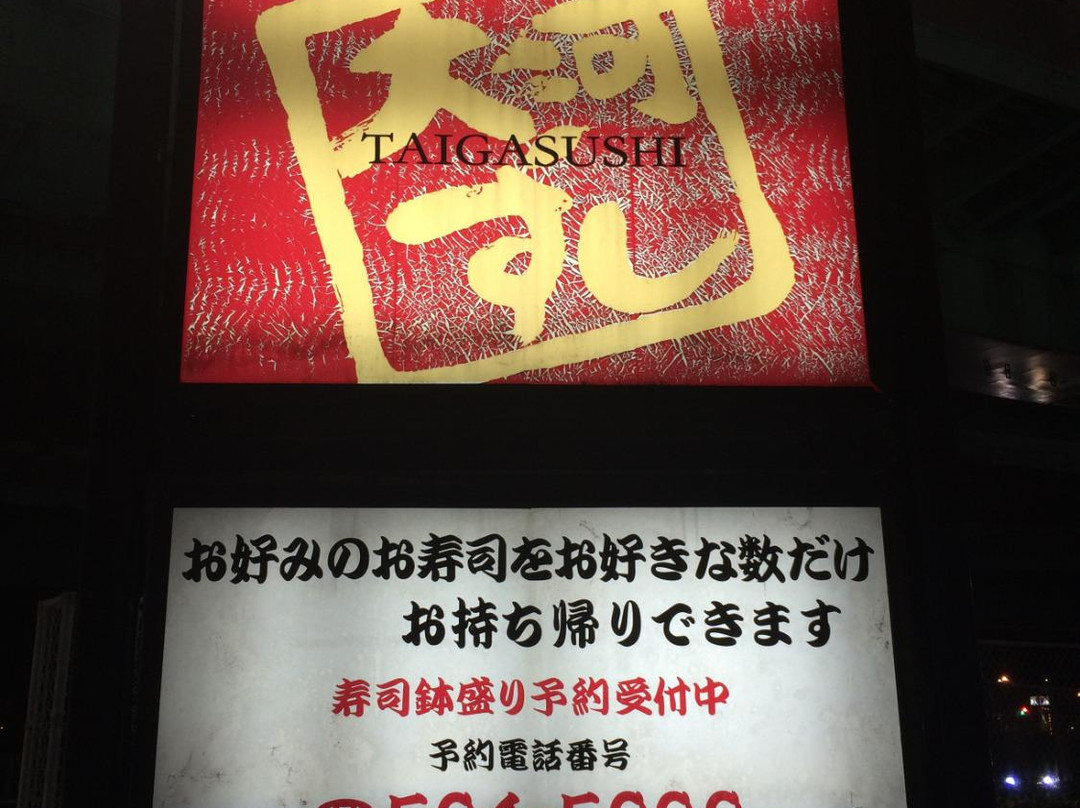 TAIGASUSHI
すし
お好みのお寿司をお好きな数だけ
お持ち帰りできます
寿司鉢盛り予約受付中
予約電話番号